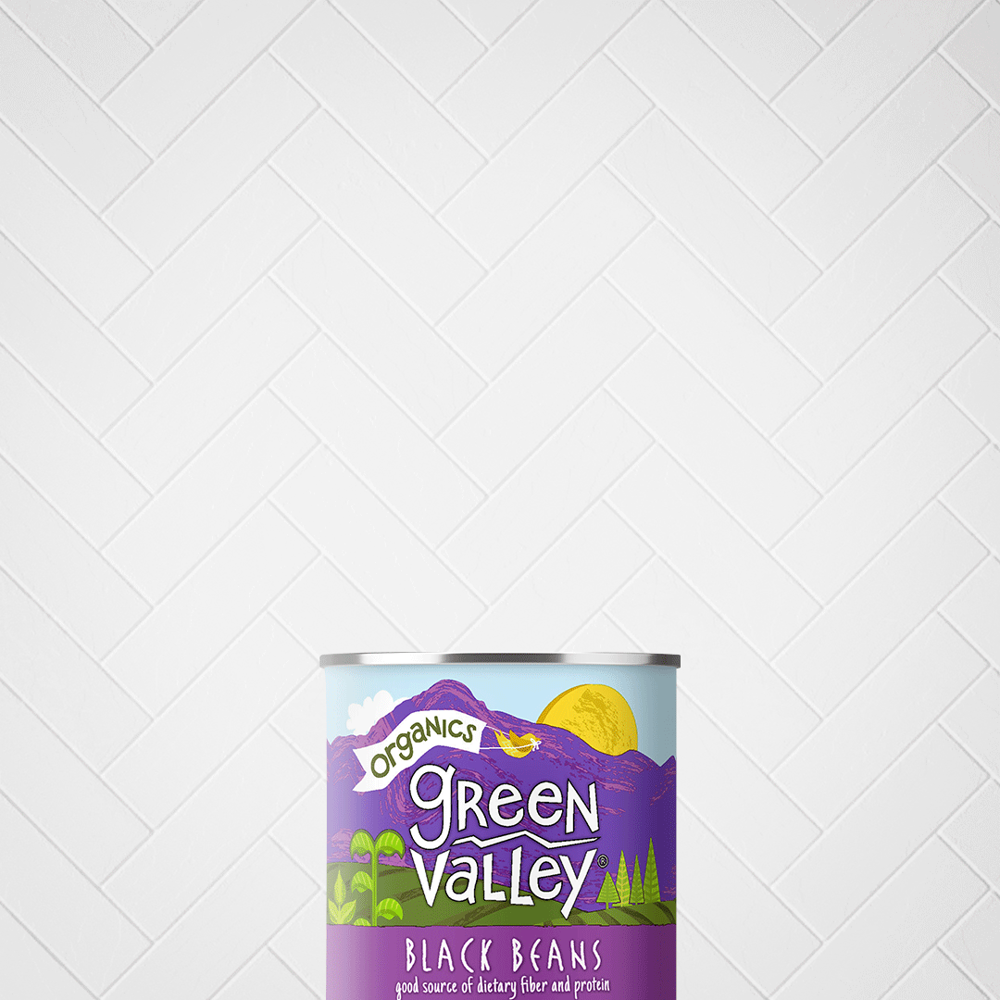 ORGANICS
GREEN
VALLEY®
BLACK BEANS
good source of dietary fiber and protein